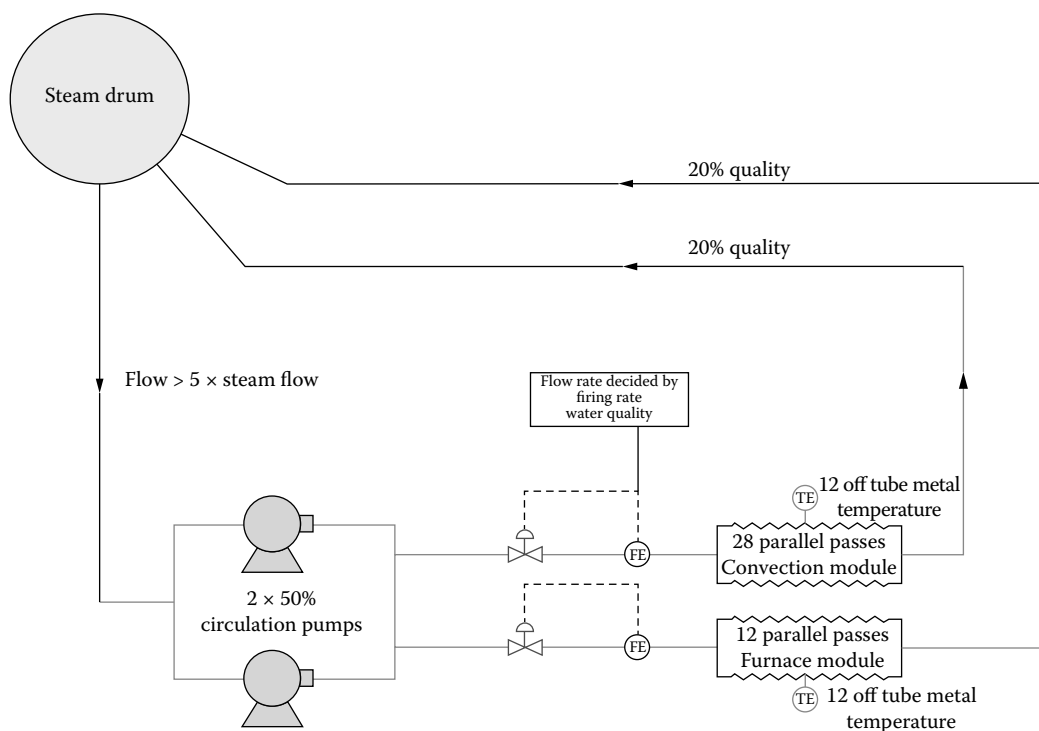 Steam drum
20% quality
20% quality
Flow > 5 × steam flow
Flow rate decided by
firing rate
water quality
TE
12 off tube metal
temperature
FE
28 parallel passes
Convection module
2 × 50%
circulation pumps
FE
12 parallel passes
Furnace module
TE
12 off tube metal
temperature